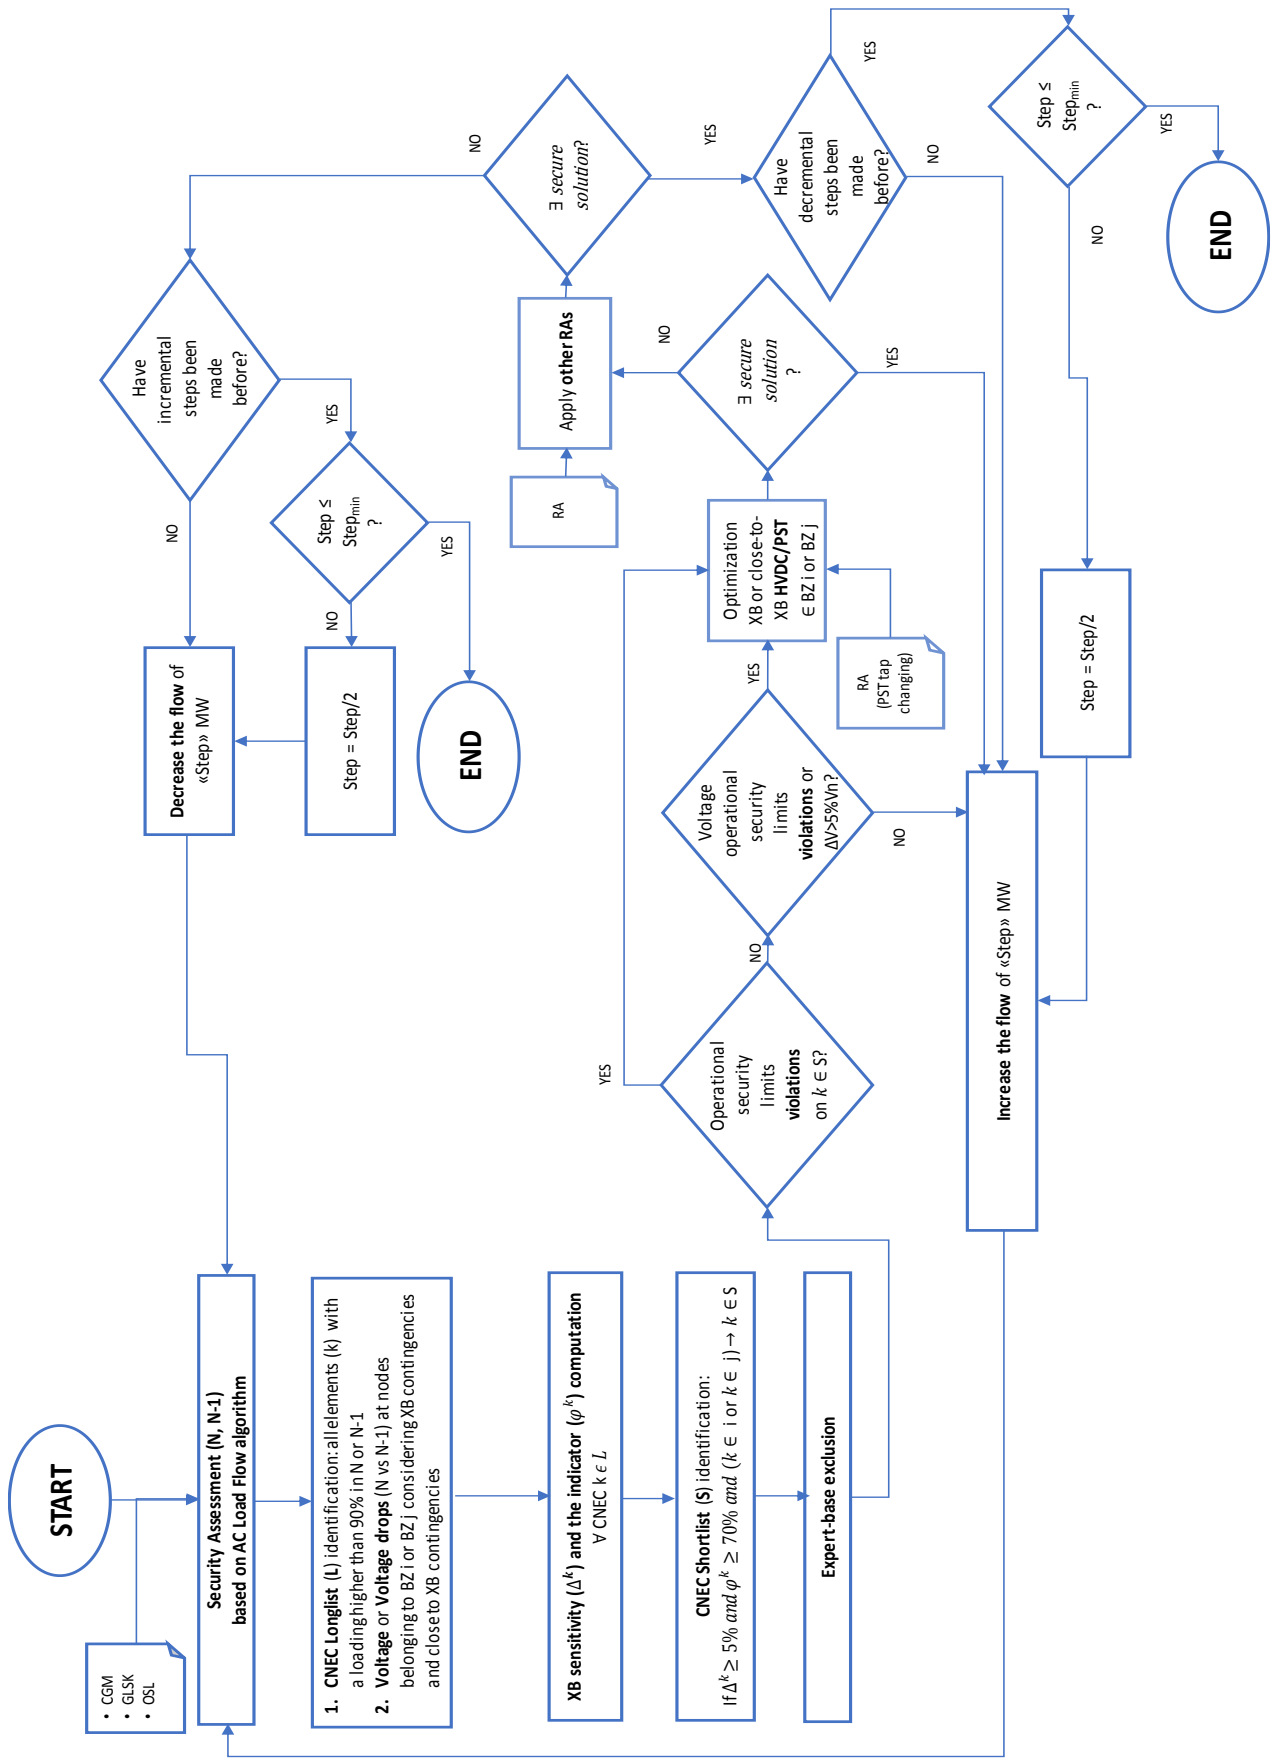 START
• CGM
• GLSK
• OSL
Security Assessment (N, N-1)
based on AC Load Flow algorithm
1. CNEC Longlist (L) identification: all elements (k) with
a loading higher than 90% in N or N-1
2. Voltage or Voltage drops (N vs N-1) at nodes
belonging to BZ i or BZ j considering XB contingencies
and close to XB contingencies
XB sensitivity (Δᵏ) and the indicator (φᵏ) computation
∀ CNEC k ϵ L
CNEC Shortlist (S) identification:
If Δᵏ ≥ 5% and φᵏ ≥ 70% and (k ∈ i or k ∈ j) → k ∈ S
Expert-base exclusion
Operational
security
limits
violations
on k ∈ S?
YES
NO
Voltage
operational
security
limits
violations or
ΔV>5%Vn?
YES
NO
Optimization
XB or close-to-
XB HVDC/PST
∈ BZ i or BZ j
RA
(PST tap
changing)
∃ secure
solution
?
NO
YES
RA
Apply other RAs
∃ secure
solution?
NO
YES
Have
incremental
steps been
made
before?
NO
YES
Step ≤
Stepmin
?
NO
YES
Step = Step/2
Decrease the flow of
«Step» MW
END
Have
decremental
steps been
made
before?
YES
NO
Step ≤
Stepmin
?
YES
NO
END
Step = Step/2
Increase the flow of «Step» MW